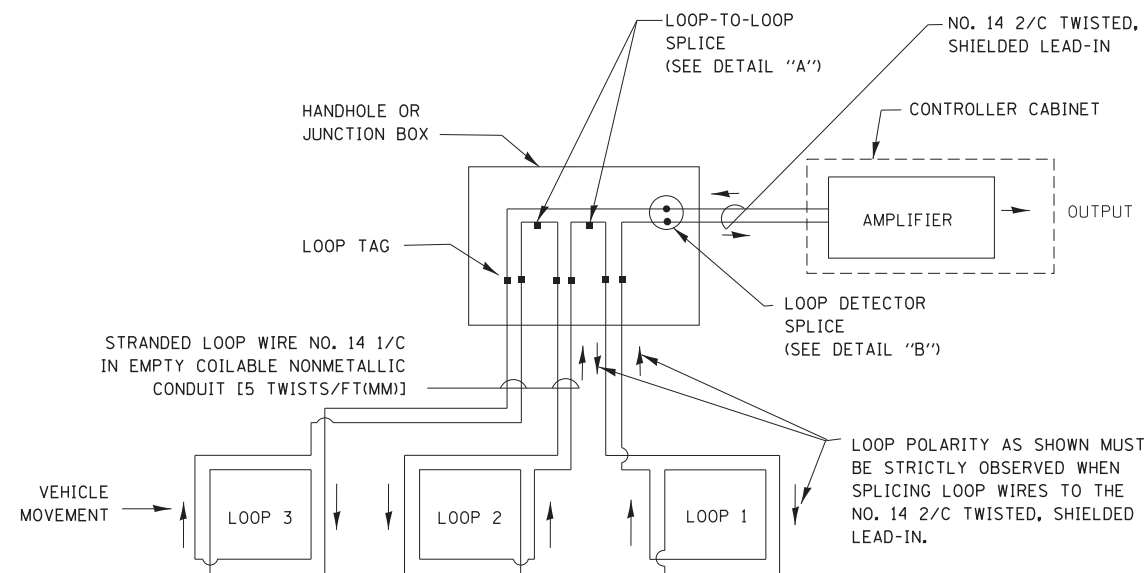 LOOP-TO-LOOP
SPLICE
(SEE DETAIL "A")
NO. 14 2/C TWISTED,
SHIELDED LEAD-IN
HANDHOLE OR
JUNCTION BOX
CONTROLLER CABINET
AMPLIFIER
OUTPUT
LOOP TAG
LOOP DETECTOR
SPLICE
(SEE DETAIL "B")
STRANDED LOOP WIRE NO. 14 1/C
IN EMPTY COILABLE NONMETALLIC
CONDUIT [5 TWISTS/FT(MM)]
LOOP POLARITY AS SHOWN MUST
BE STRICTLY OBSERVED WHEN
SPLICING LOOP WIRES TO THE
NO. 14 2/C TWISTED, SHIELDED
LEAD-IN.
VEHICLE
MOVEMENT
LOOP 3
LOOP 2
LOOP 1